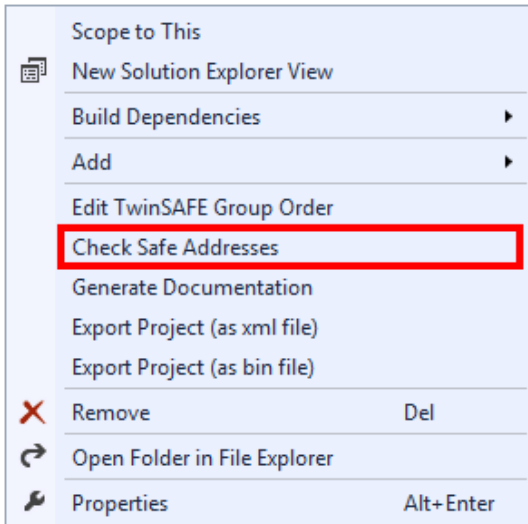 Scope to This
New Solution Explorer View
Build Dependencies
Add
Edit TwinSAFE Group Order
Check Safe Addresses
Generate Documentation
Export Project (as xml file)
Export Project (as bin file)
Remove Del
Open Folder in File Explorer
Properties Alt+Enter